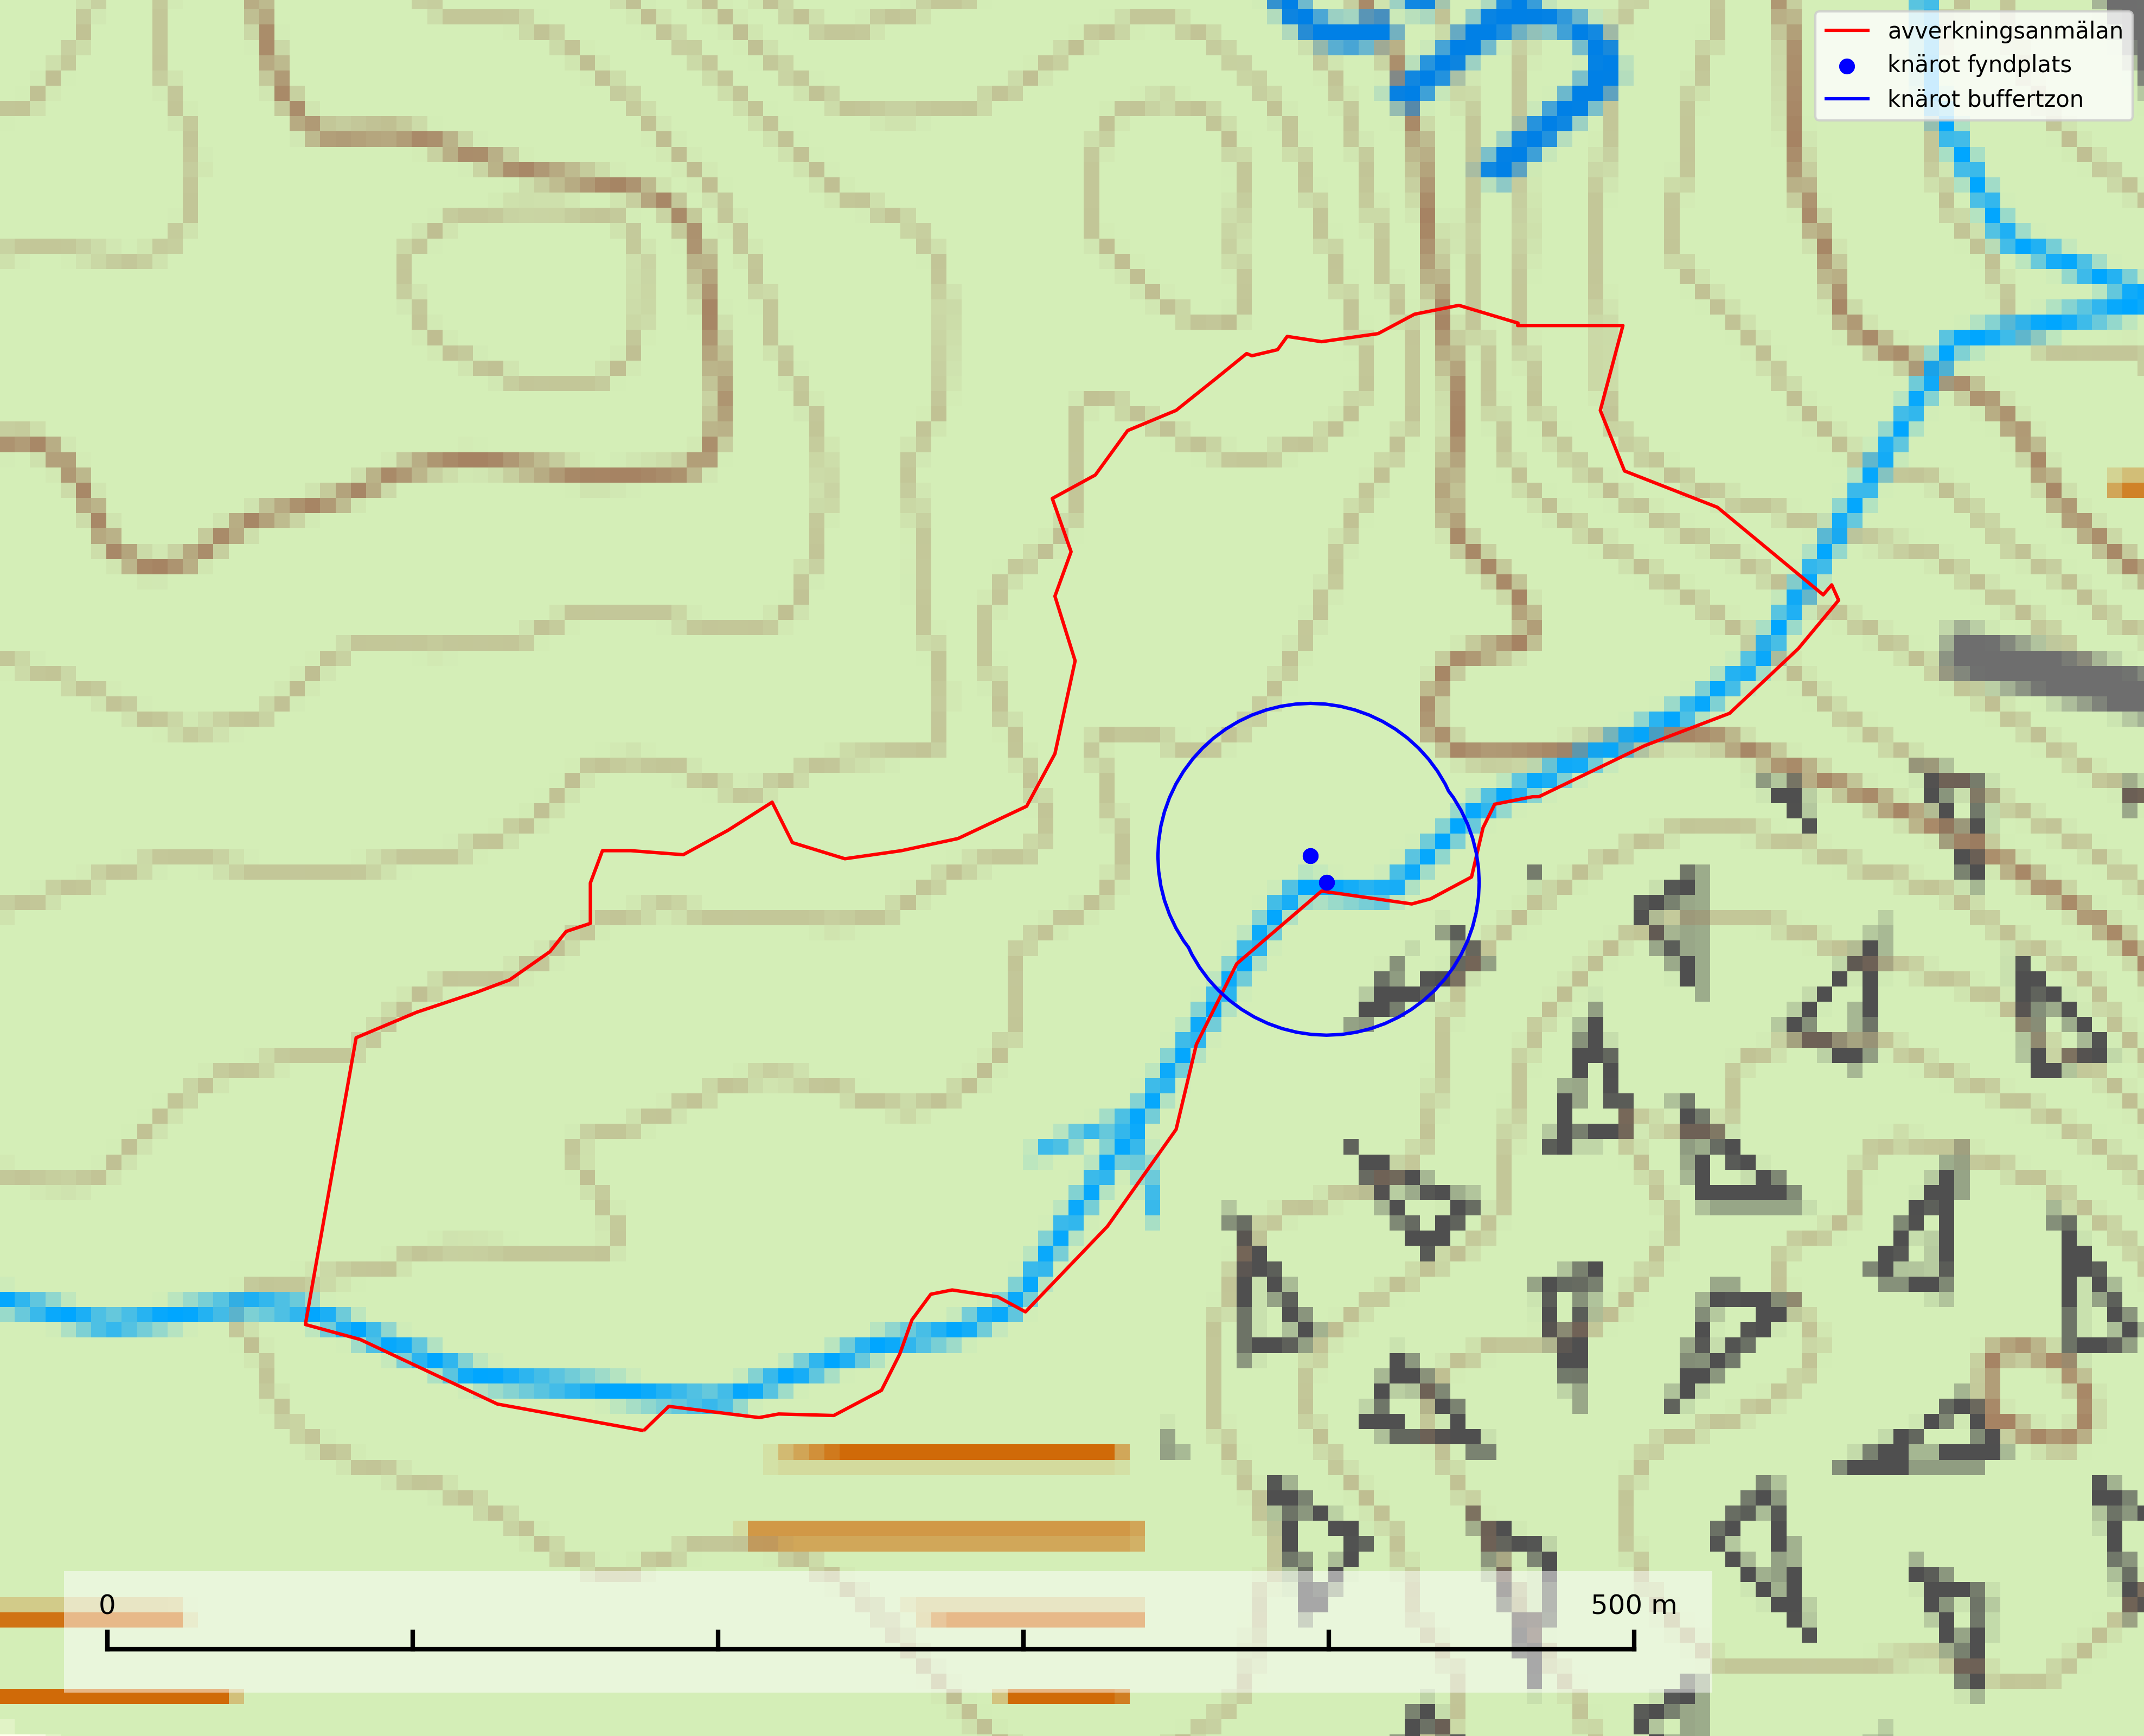 avverkningsanmälan
knärot fyndplats
knärot buffertzon
0
500 m